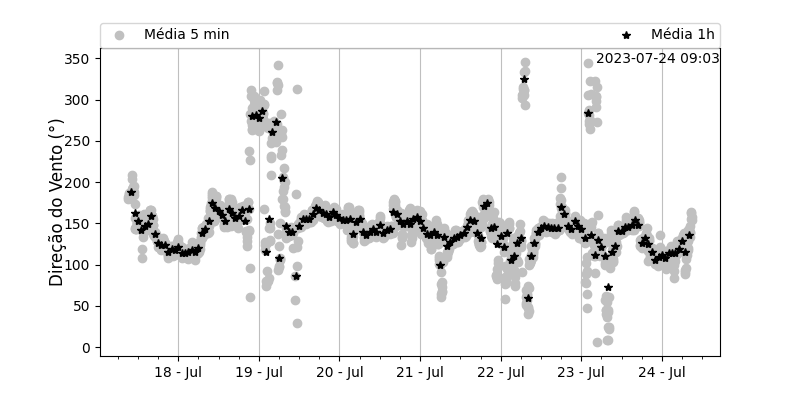 Média 5 min
Média 1h
2023-07-24 09:03
Direção do Vento (°)
350
300
250
200
150
100
50
0
18 - Jul
19 - Jul
20 - Jul
21 - Jul
22 - Jul
23 - Jul
24 - Jul